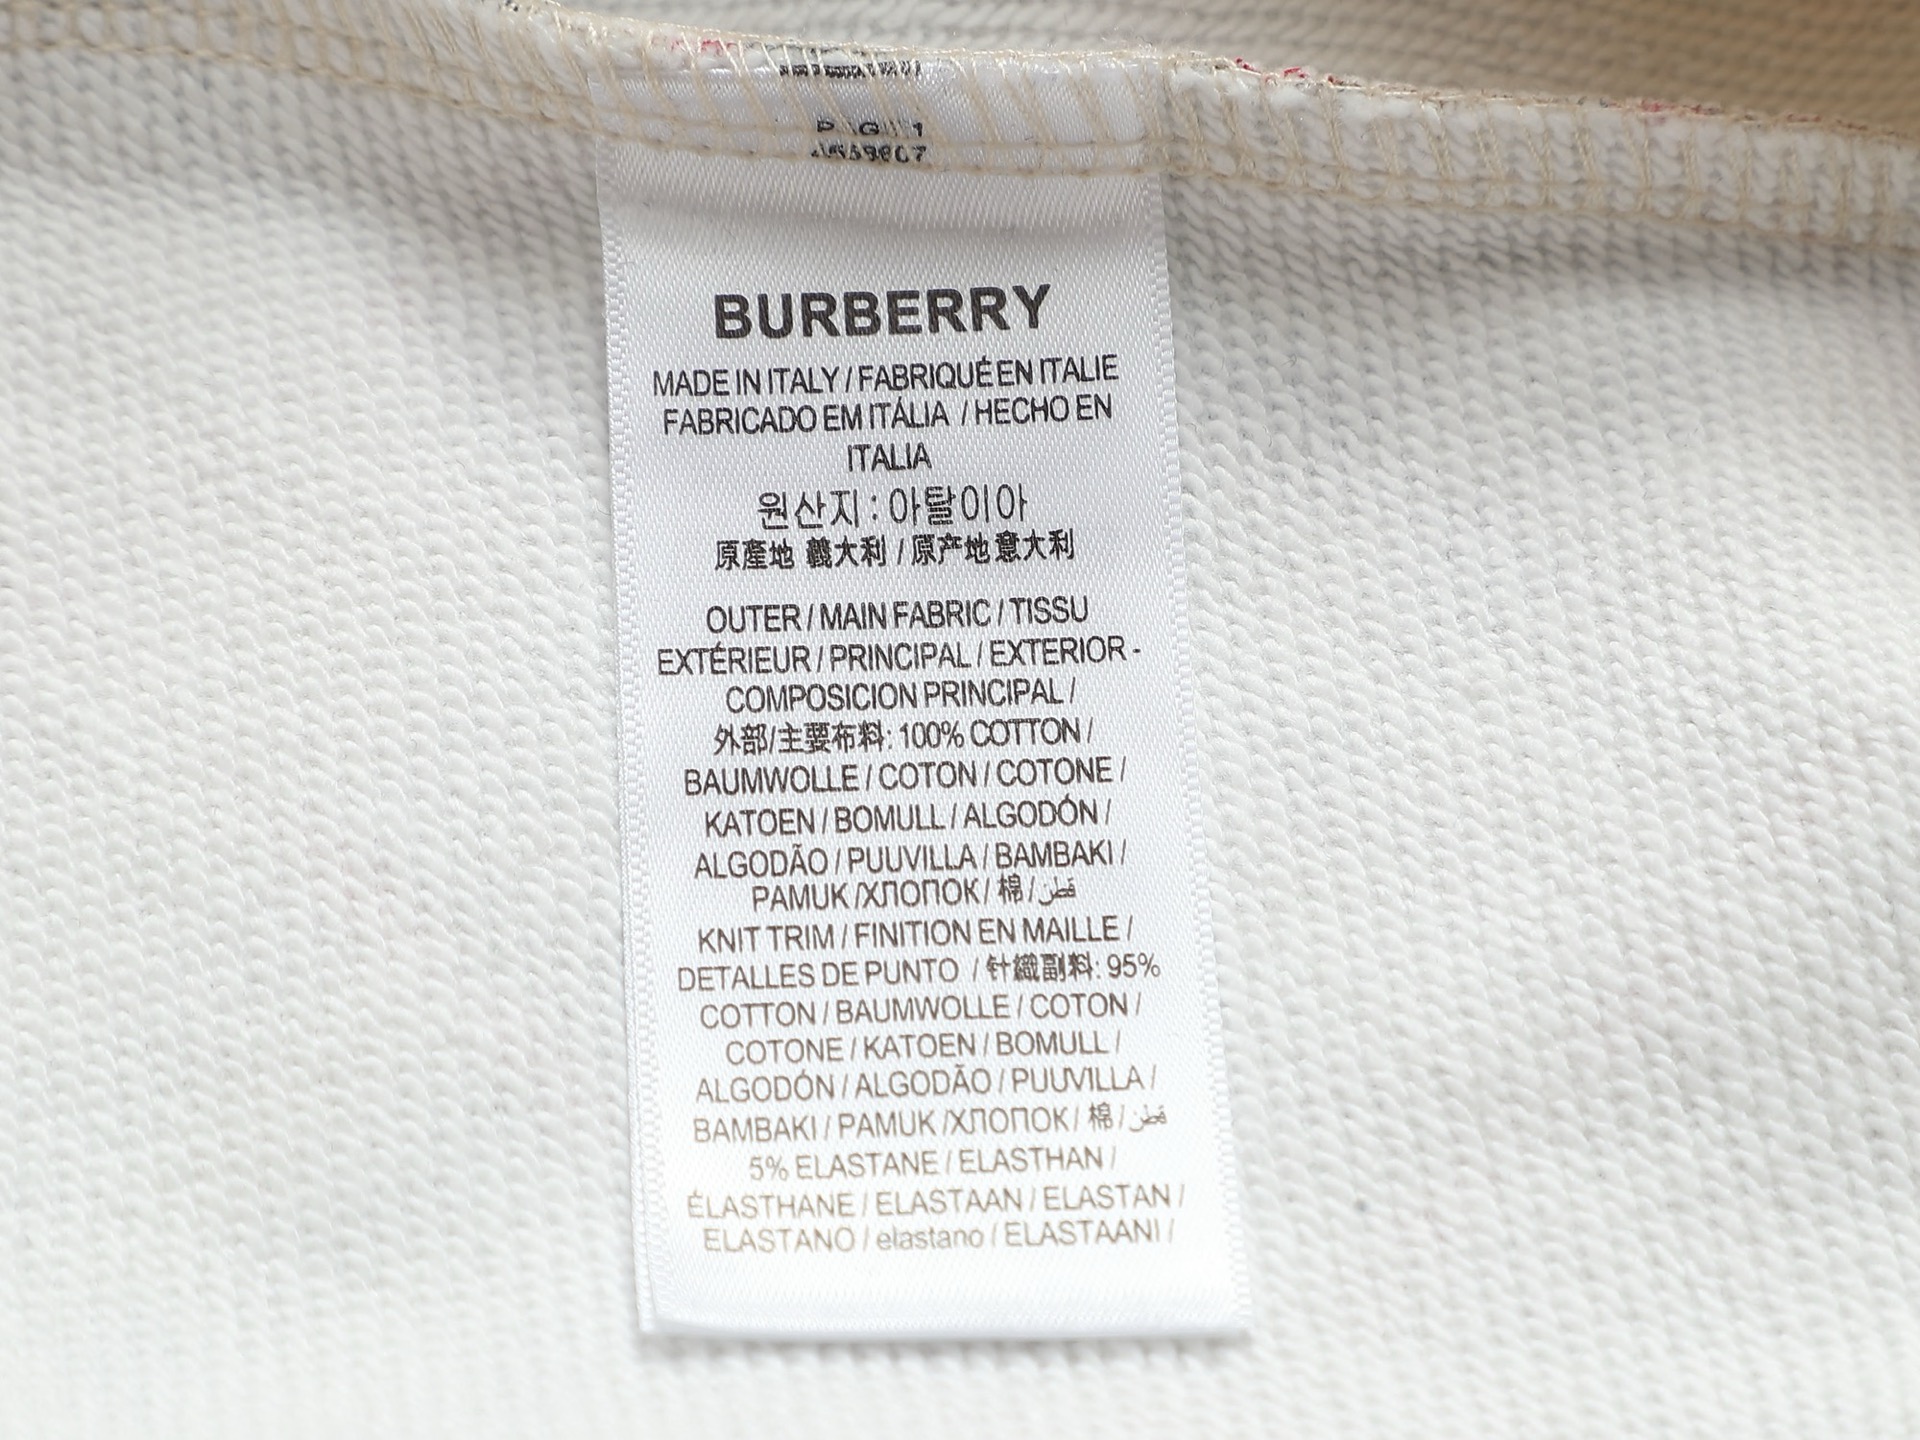 BURBERRY
MADE IN ITALY / FABRIQUÉ EN ITALIE
FABRICADO EM ITÁLIA / HECHO EN
ITALIA
원산지 : 아탈이아
原產地 義大利 / 原产地 意大利
OUTER / MAIN FABRIC / TISSU
EXTÉRIEUR / PRINCIPAL / EXTERIOR -
COMPOSICION PRINCIPAL /
外部/主要布料: 100% COTTON /
BAUMWOLLE / COTON / COTONE /
KATOEN / BOMULL / ALGODÓN /
ALGODÃO / PUUVILLA / BAMBAKI /
PAMUK /ХЛОПОК / 棉 / قطن
KNIT TRIM / FINITION EN MAILLE /
DETALLES DE PUNTO / 针織副料: 95%
COTTON / BAUMWOLLE / COTON /
COTONE / KATOEN / BOMULL /
ALGODÓN / ALGODÃO / PUUVILLA /
BAMBAKI / PAMUK /ХЛОПОК / 棉 / قطن
5% ELASTANE / ELASTHAN /
ÉLASTHANE / ELASTAAN / ELASTAN /
ELASTANO / elastano / ELASTAANI /